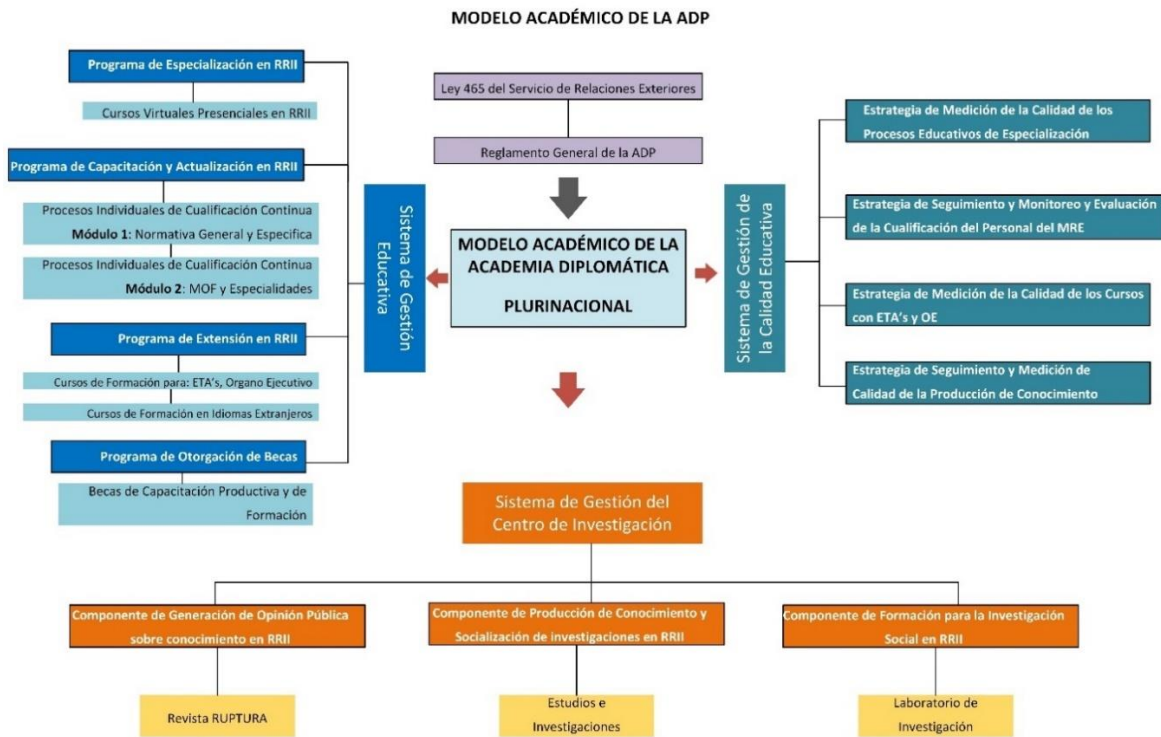 MODELO ACADÉMICO DE LA ADP
Programa de Especialización en RRII
Cursos Virtuales Presenciales en RRII
Programa de Capacitación y Actualización en RRII
Procesos Individuales de Cualificación Continua
Módulo 1: Normativa General y Especifica
Procesos Individuales de Cualificación Continua
Módulo 2: MOF y Especialidades
Programa de Extensión en RRII
Cursos de Formación para: ETA's, Organo Ejecutivo
Cursos de Formación en Idiomas Extranjeros
Programa de Otorgación de Becas
Becas de Capacitación Productiva y de
Formación
Sistema de Gestión
Educativa
Ley 465 del Servicio de Relaciones Exteriores
Reglamento General de la ADP
MODELO ACADÉMICO DE LA
ACADEMIA DIPLOMÁTICA
PLURINACIONAL
Sistema de Gestión de
la Calidad Educativa
Estrategia de Medición de la Calidad de los
Procesos Educativos de Especialización
Estrategia de Seguimiento y Monitoreo y Evaluación
de la Cualificación del Personal del MRE
Estrategia de Medición de la Calidad de los Cursos
con ETA's y OE
Estrategia de Seguimiento y Medición de
Calidad de la Producción de Conocimiento
Sistema de Gestión del
Centro de Investigación
Componente de Generación de Opinión Pública
sobre conocimiento en RRII
Revista RUPTURA
Componente de Producción de Conocimiento y
Socialización de investigaciones en RRII
Estudios e
Investigaciones
Componente de Formación para la Investigación
Social en RRII
Laboratorio de
Investigación